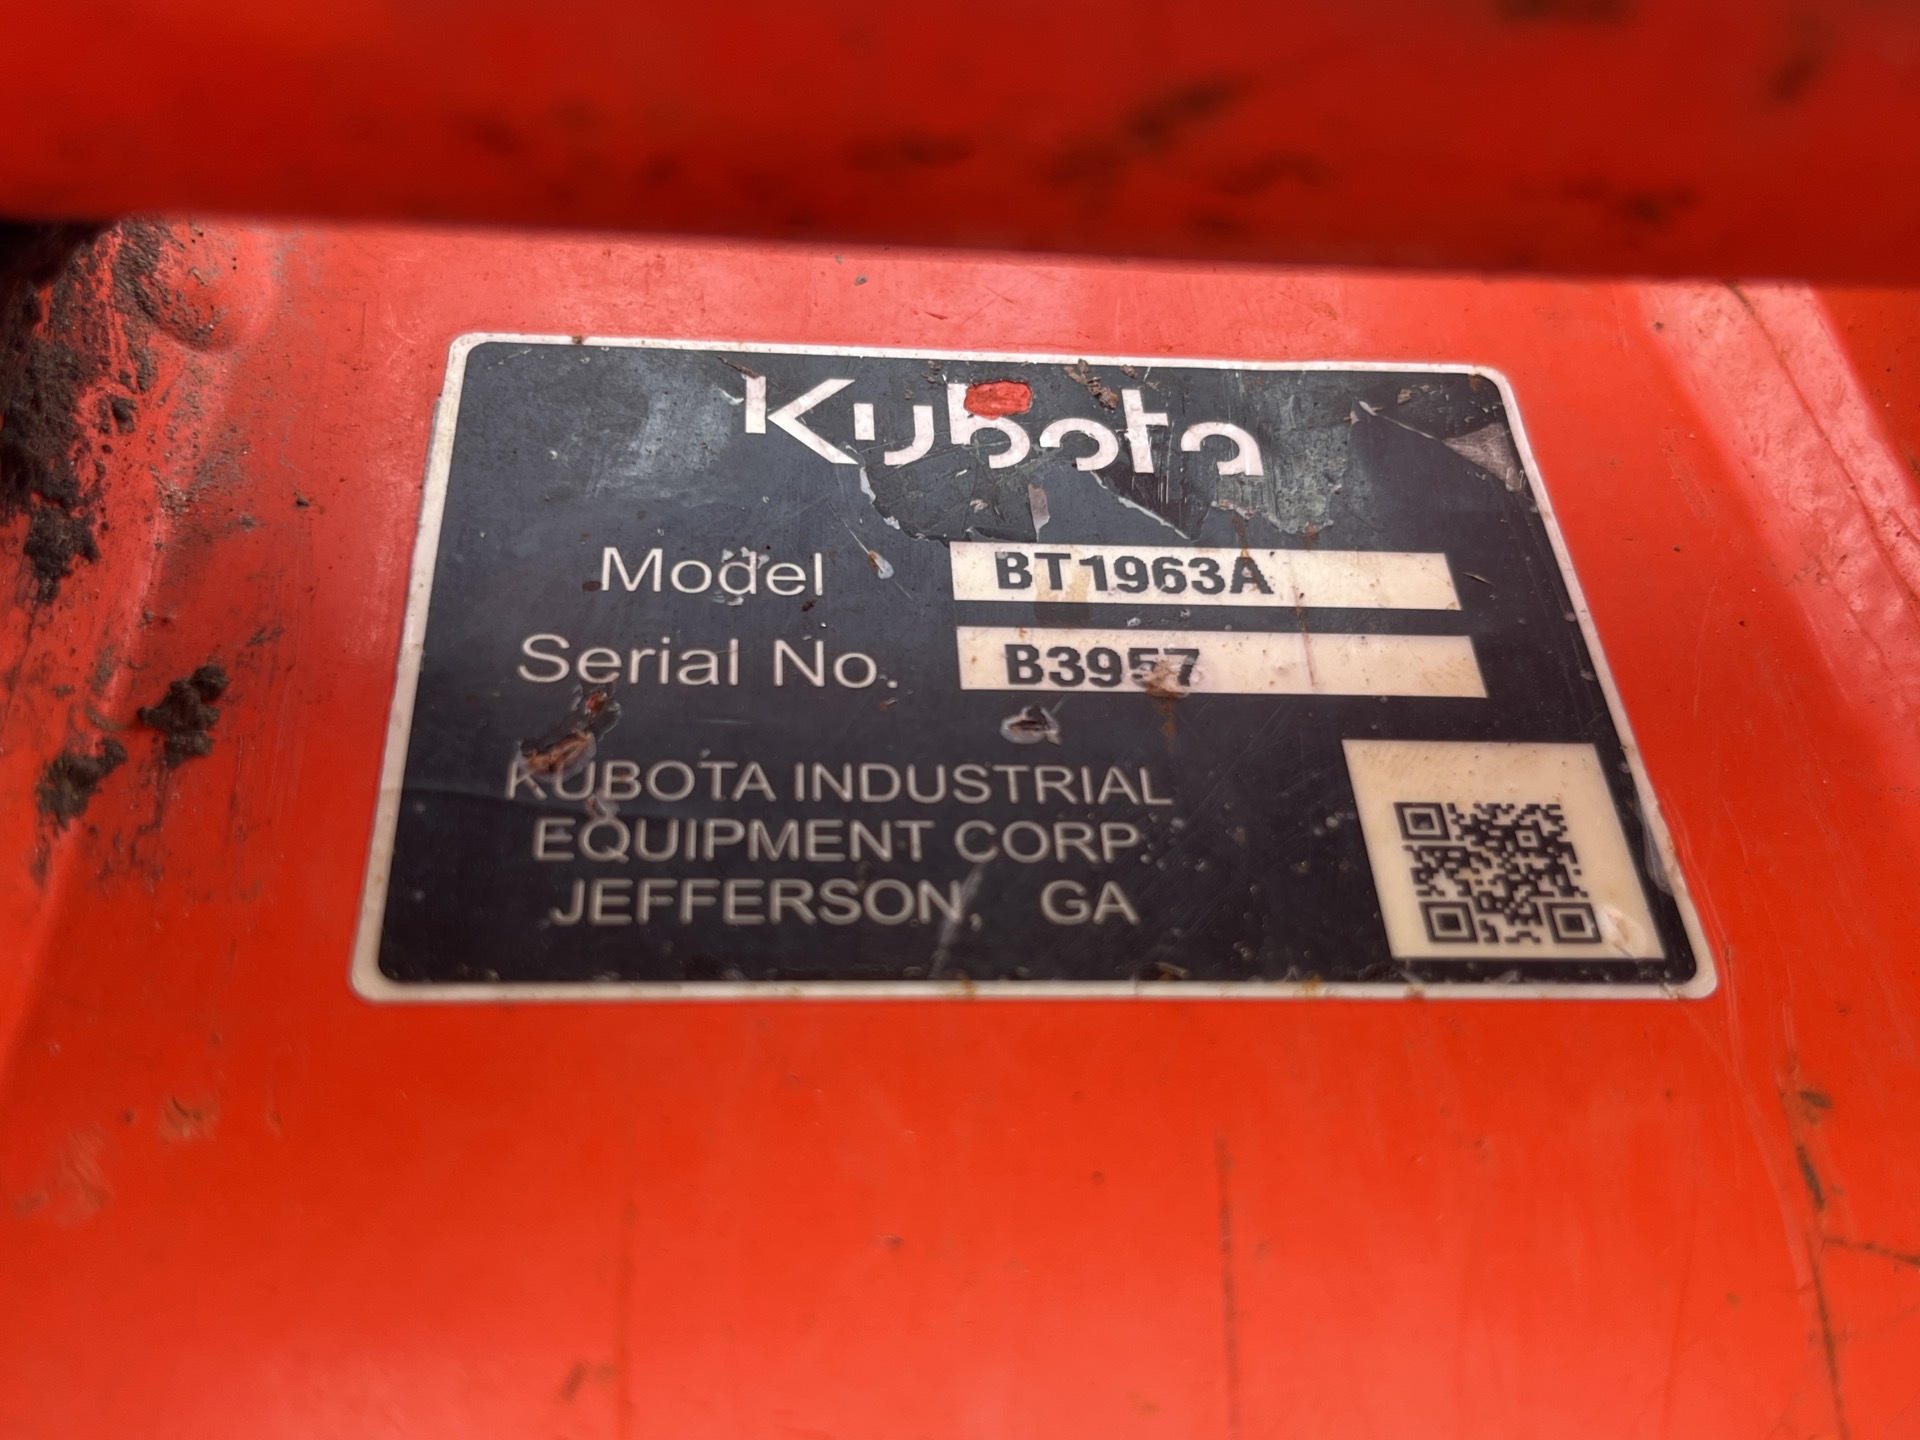 Kubota
Model BT1963A
Serial No. B3957
KUBOTA INDUSTRIAL
EQUIPMENT CORP.
JEFFERSON, GA